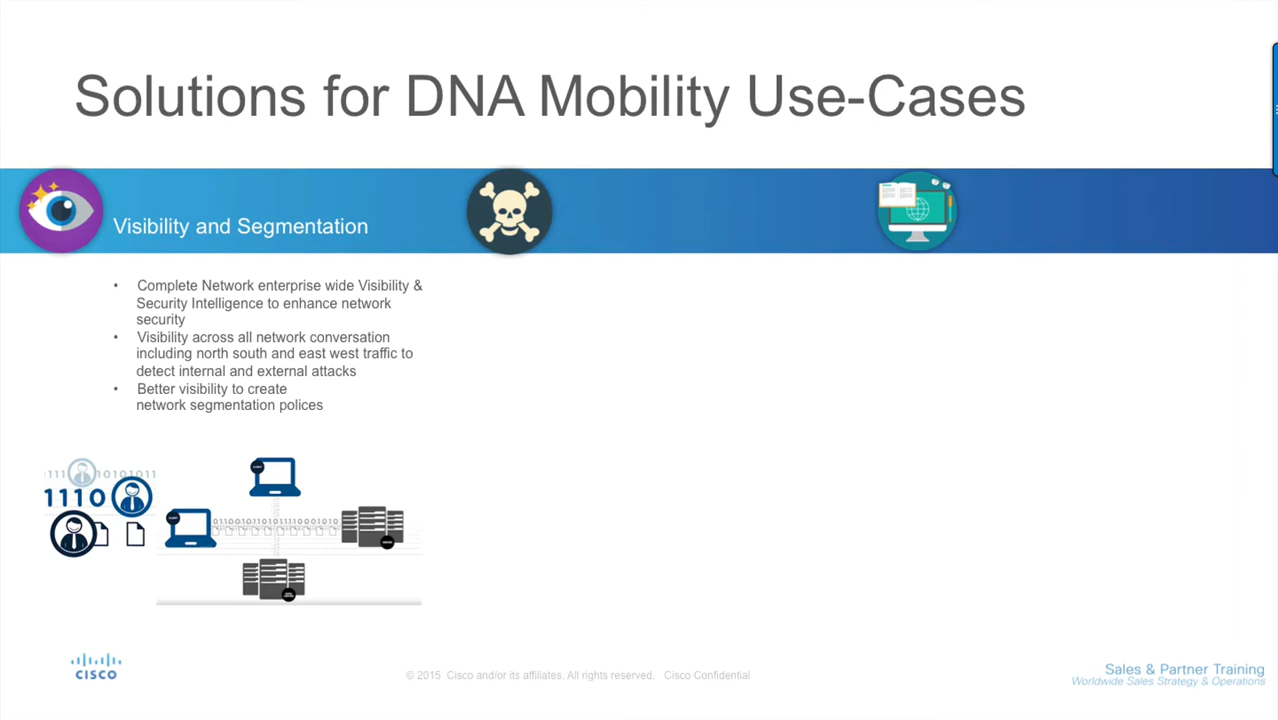 Solutions for DNA Mobility Use-Cases
Visibility and Segmentation
• Complete Network enterprise wide Visibility &
Security Intelligence to enhance network
security
• Visibility across all network conversation
including north south and east west traffic to
detect internal and external attacks
• Better visibility to create
network segmentation polices
111 10101011
1110
CISCO
© 2015 Cisco and/or its affiliates. All rights reserved. Cisco Confidential
Sales & Partner Training
Worldwide Sales Strategy & Operations